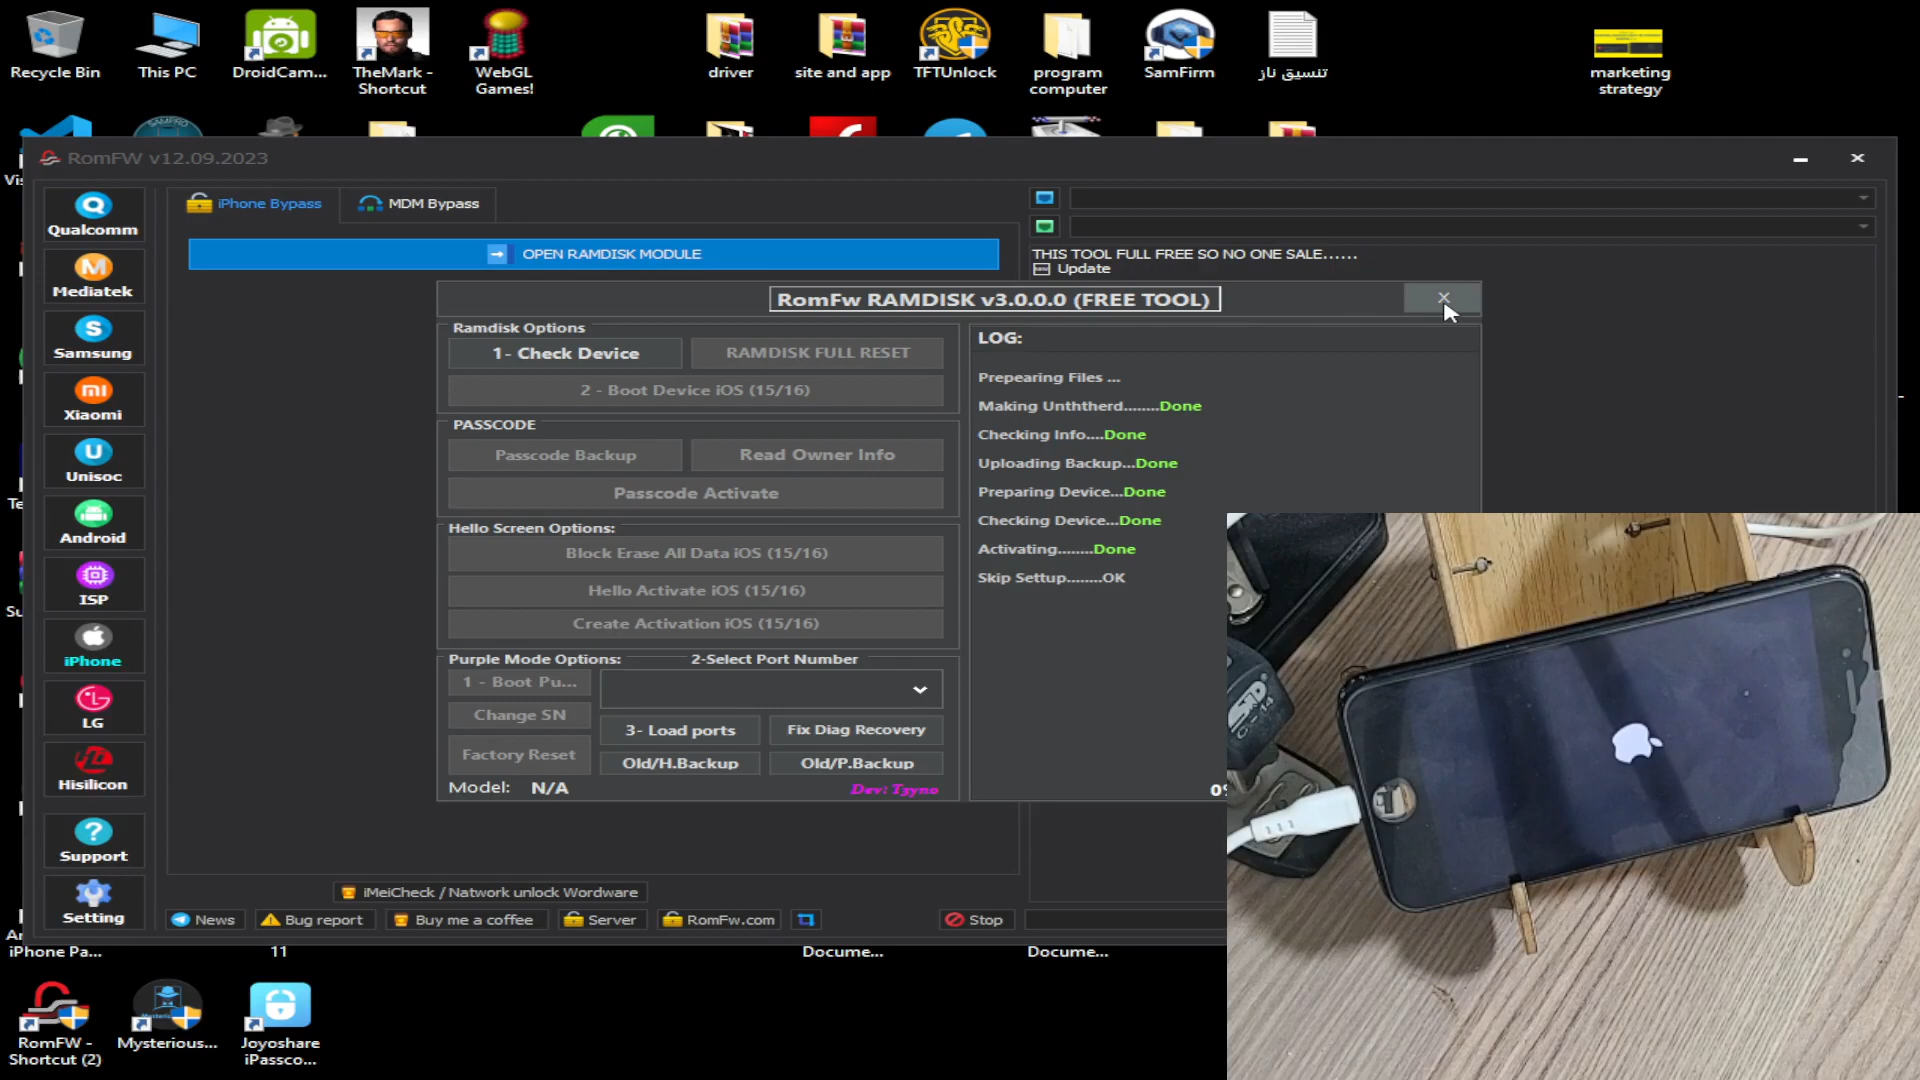 Recycle Bin
This PC
DroidCam...
TheMark -
Shortcut
WebGL
Games!
driver
site and app
TFTUnlock
program
computer
SamFirm
تنسيق ناز
marketing
strategy
RomFW v12.09.2023
Qualcomm
Mediatek
Samsung
Xiaomi
Unisoc
Android
ISP
iPhone
LG
Hisilicon
Support
Setting
iPhone Bypass
MDM Bypass
OPEN RAMDISK MODULE
THIS TOOL FULL FREE SO NO ONE SALE......
Update
RomFw RAMDISK v3.0.0.0 (FREE TOOL)
Ramdisk Options
1- Check Device
RAMDISK FULL RESET
2 - Boot Device iOS (15/16)
PASSCODE
Passcode Backup
Read Owner Info
Passcode Activate
Hello Screen Options:
Block Erase All Data iOS (15/16)
Hello Activate iOS (15/16)
Create Activation iOS (15/16)
Purple Mode Options:
2-Select Port Number
1 - Boot Pu...
Change SN
3- Load ports
Fix Diag Recovery
Factory Reset
Old/H.Backup
Old/P.Backup
Model: N/A
Dev: T3yno
LOG:
Prepearing Files ...
Making Unththerd........Done
Checking Info....Done
Uploading Backup...Done
Preparing Device...Done
Checking Device...Done
Activating........Done
Skip Settup........OK
iMeiCheck / Natwork unlock Wordware
News
Bug report
Buy me a coffee
Server
RomFw.com
Stop
iPhone Pa...
11
Docume...
Docume...
RomFW -
Shortcut (2)
Mysterious...
Joyoshare
iPassco...